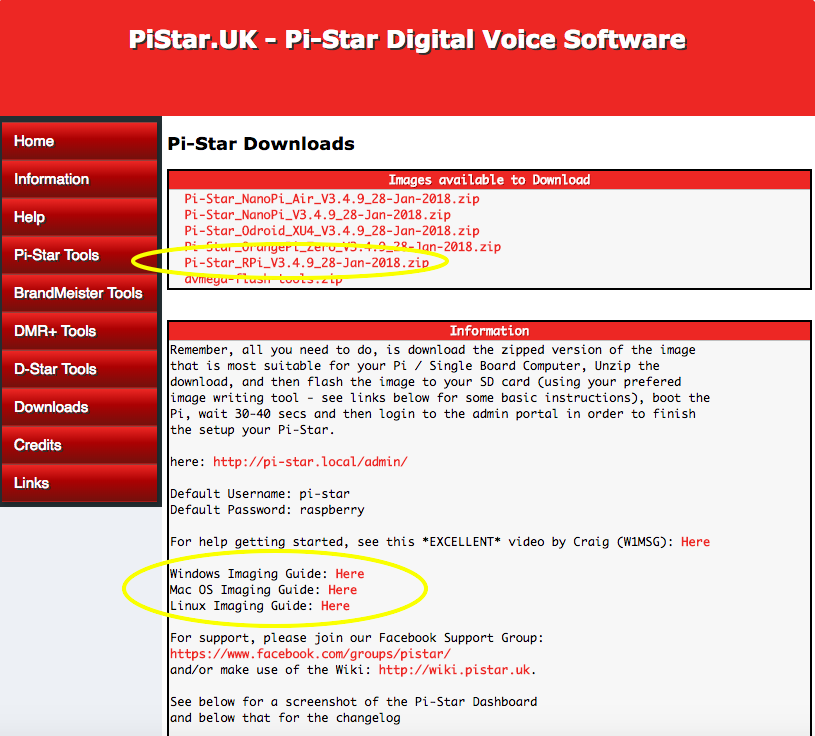 PiStar.UK - Pi-Star Digital Voice Software
Home
Information
Help
Pi-Star Tools
BrandMeister Tools
DMR+ Tools
D-Star Tools
Downloads
Credits
Links
Pi-Star Downloads
Images available to Download
Pi-Star_NanoPi_Air_V3.4.9_28-Jan-2018.zip
Pi-Star_NanoPi_V3.4.9_28-Jan-2018.zip
Pi-Star_Odroid_XU4_V3.4.9_28-Jan-2018.zip
Pi-Star_OrangePi_Zero_V3.4.9_28-Jan-2018.zip
Pi-Star_RPi_V3.4.9_28-Jan-2018.zip
dvmega-flash-tools.zip
Information
Remember, all you need to do, is download the zipped version of the image
that is most suitable for your Pi / Single Board Computer, Unzip the
download, and then flash the image to your SD card (using your prefered
image writing tool - see links below for some basic instructions), boot the
Pi, wait 30-40 secs and then login to the admin portal in order to finish
the setup your Pi-Star.
here: http://pi-star.local/admin/
Default Username: pi-star
Default Password: raspberry
For help getting started, see this *EXCELLENT* video by Craig (W1MSG): Here
Windows Imaging Guide: Here
Mac OS Imaging Guide: Here
Linux Imaging Guide: Here
For support, please join our Facebook Support Group:
https://www.facebook.com/groups/pistar/
and/or make use of the Wiki: http://wiki.pistar.uk.
See below for a screenshot of the Pi-Star Dashboard
and below that for the changelog